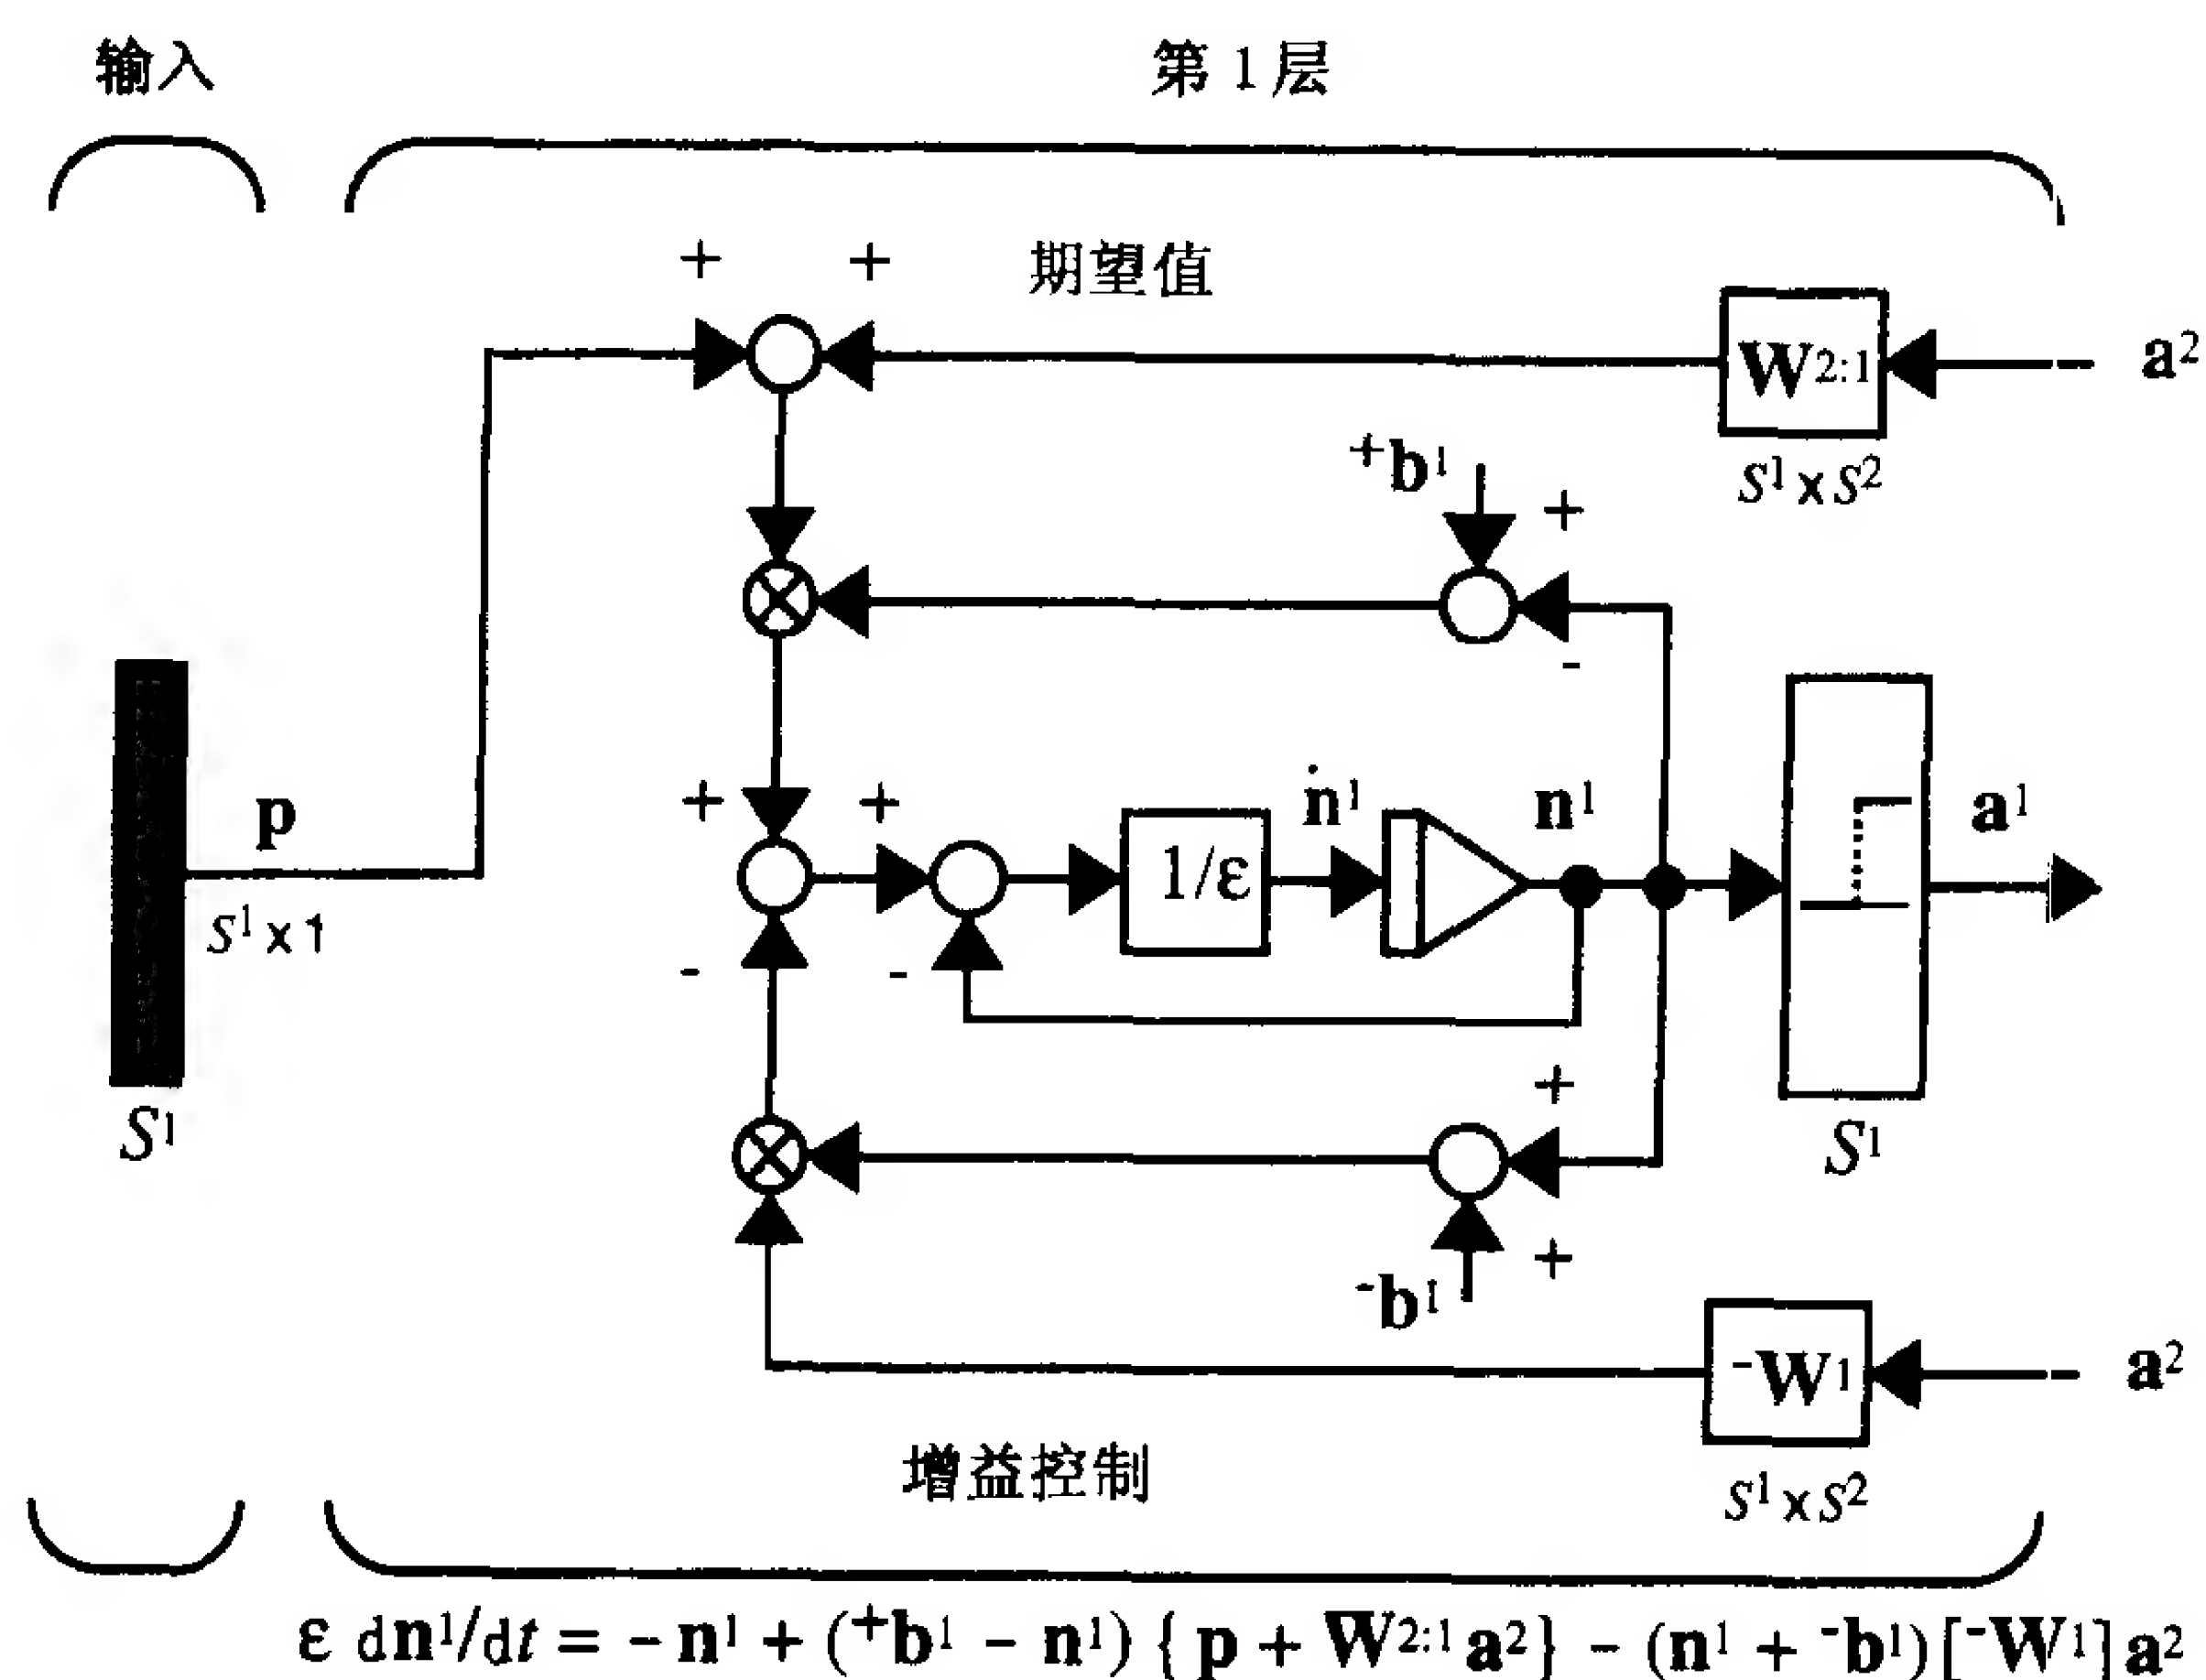 输入
第 1 层
+ + 期望值
W2:1
a2
S1 x S2
+b1
+
-
p
S1 x 1
S1
+
+
1/ε
ṅ1
n1
a1
-
-
+
S1
+
-b1
-W1
a2
S1 x S2
增益控制
ε dn1/dt = - n1 + (+b1 - n1) { p + W2:1 a2} - (n1 + -b1)[-W1] a2